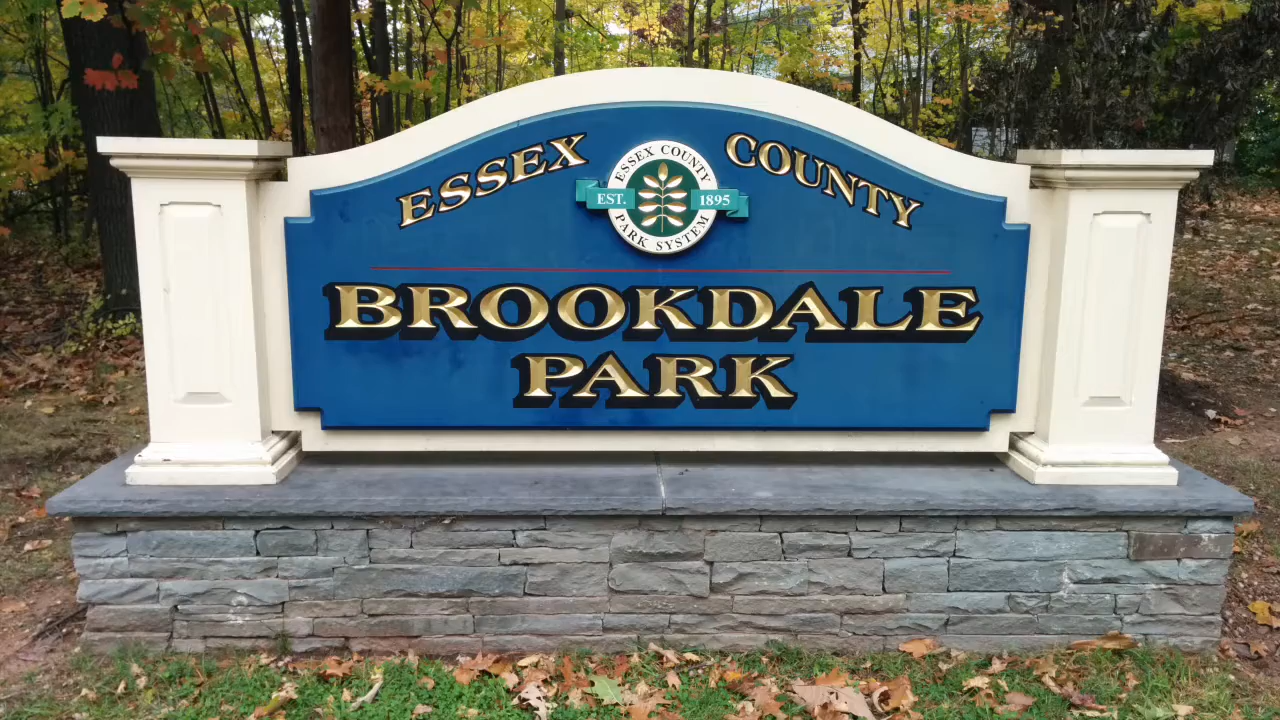 ESSEX COUNTY
ESSEX COUNTY
EST. 1895
PARK SYSTEM
BROOKDALE
PARK